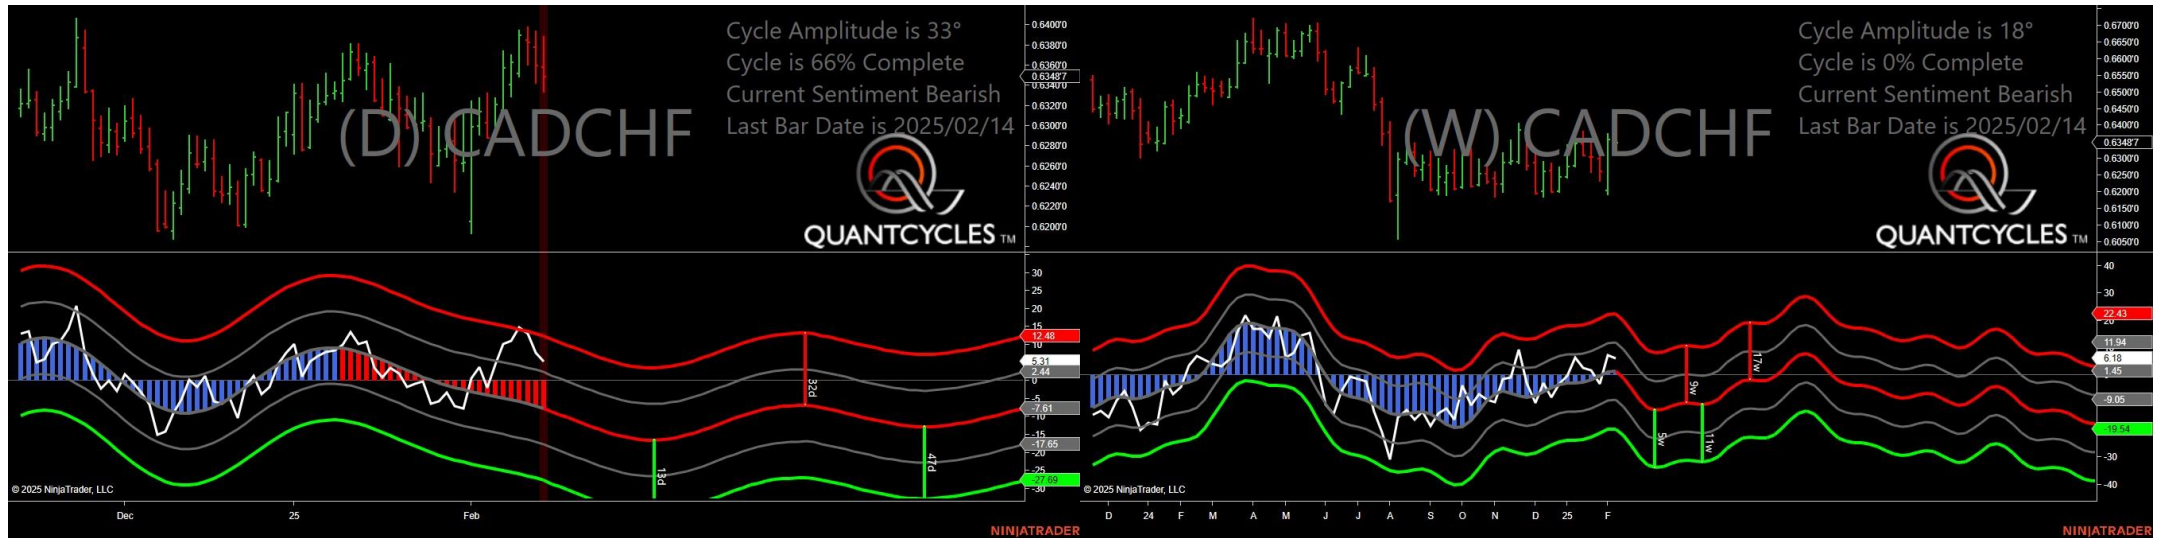 Cycle Amplitude is 33°
Cycle is 66% Complete
Current Sentiment Bearish
Last Bar Date is 2025/02/14
(D) CADCHF
QUANTCYCLES TM
0.6400'0
0.6380'0
0.6360'0
0.6348'7
0.6340'0
0.6320'0
0.6300'0
0.6280'0
0.6260'0
0.6240'0
0.6220'0
0.6200'0
30
25
20
15
12.48
10
5.31
2.44
0
-5
-7.61
-10
-15
-17.65
-20
-25
-27.69
-30
32d
13d
47d
© 2025 NinjaTrader, LLC
Dec
25
Feb
NINJATRADER
Cycle Amplitude is 18°
Cycle is 0% Complete
Current Sentiment Bearish
Last Bar Date is 2025/02/14
(W) CADCHF
QUANTCYCLES TM
0.6700'0
0.6650'0
0.6600'0
0.6550'0
0.6500'0
0.6450'0
0.6400'0
0.6348'7
0.6300'0
0.6250'0
0.6200'0
0.6150'0
0.6100'0
0.6050'0
40
30
22.43
20
11.94
6.18
1.45
-9.05
-19.54
-30
-40
9w
17w
5w
11w
© 2025 NinjaTrader, LLC
D
24
F
M
A
M
J
J
A
S
O
N
D
25
F
NINJATRADER